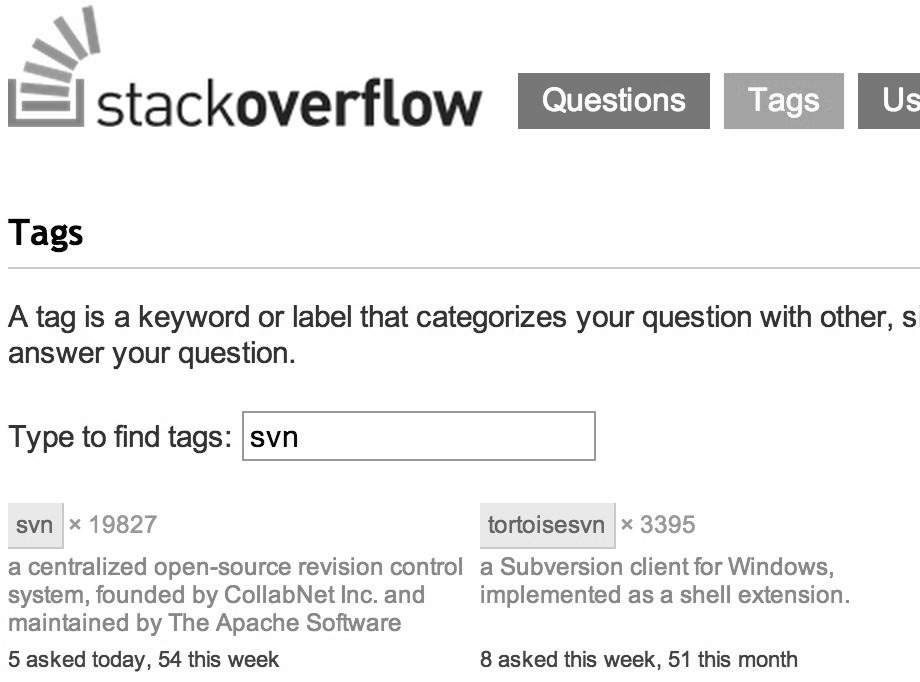 stackoverflow Questions Tags
Tags
A tag is a keyword or label that categorizes your question with other,
answer your question.
Type to find tags: svn
svn × 19827
a centralized open-source revision control
system, founded by CollabNet Inc. and
maintained by The Apache Software
5 asked today, 54 this week
tortoisesvn × 3395
a Subversion client for Windows,
implemented as a shell extension.
8 asked this week, 51 this month